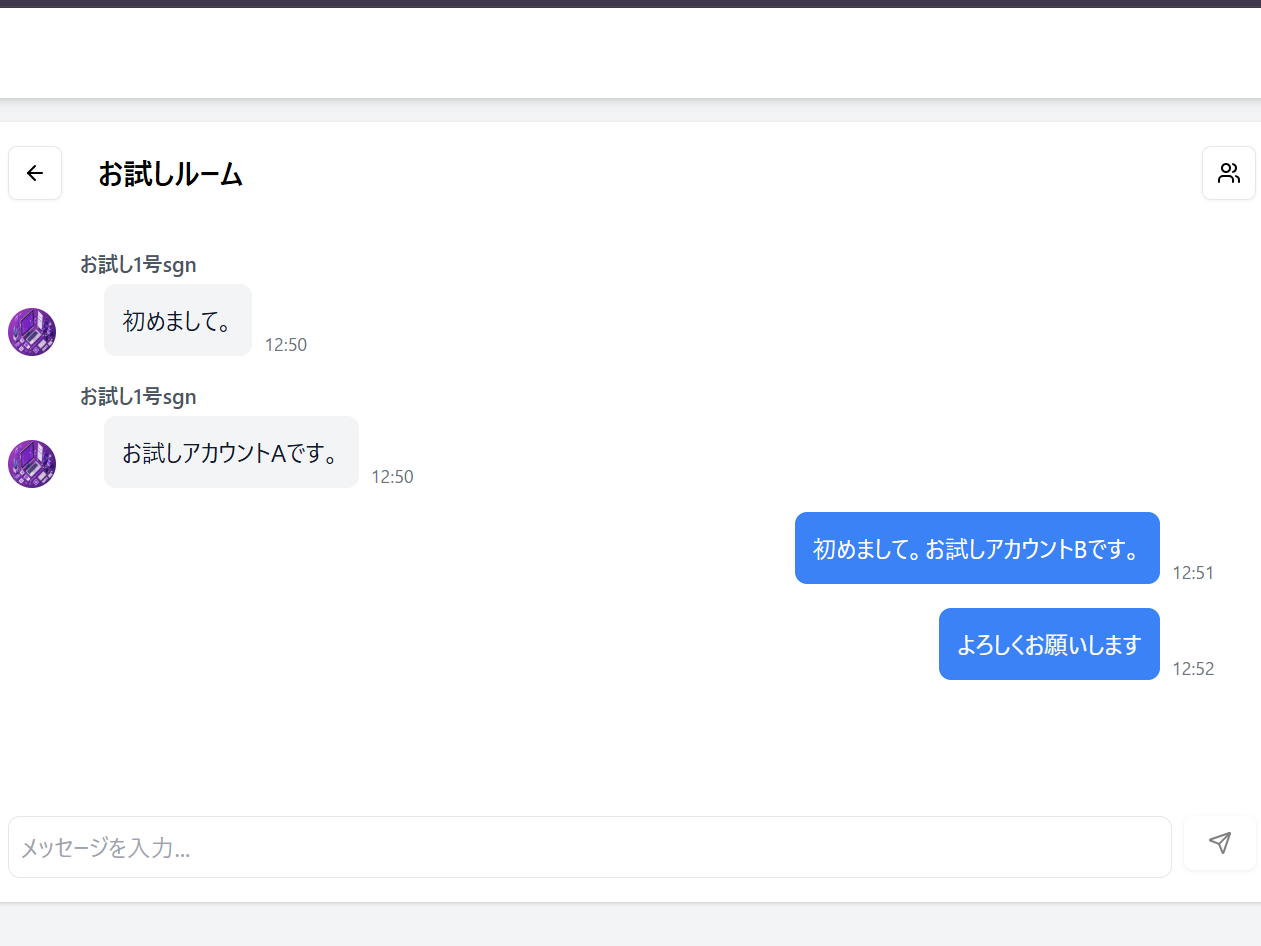 お試しルーム
お試し1号sgn
初めまして。
12:50
お試し1号sgn
お試しアカウントAです。
12:50
初めまして。お試しアカウントBです。
12:51
よろしくお願いします
12:52
メッセージを入力...